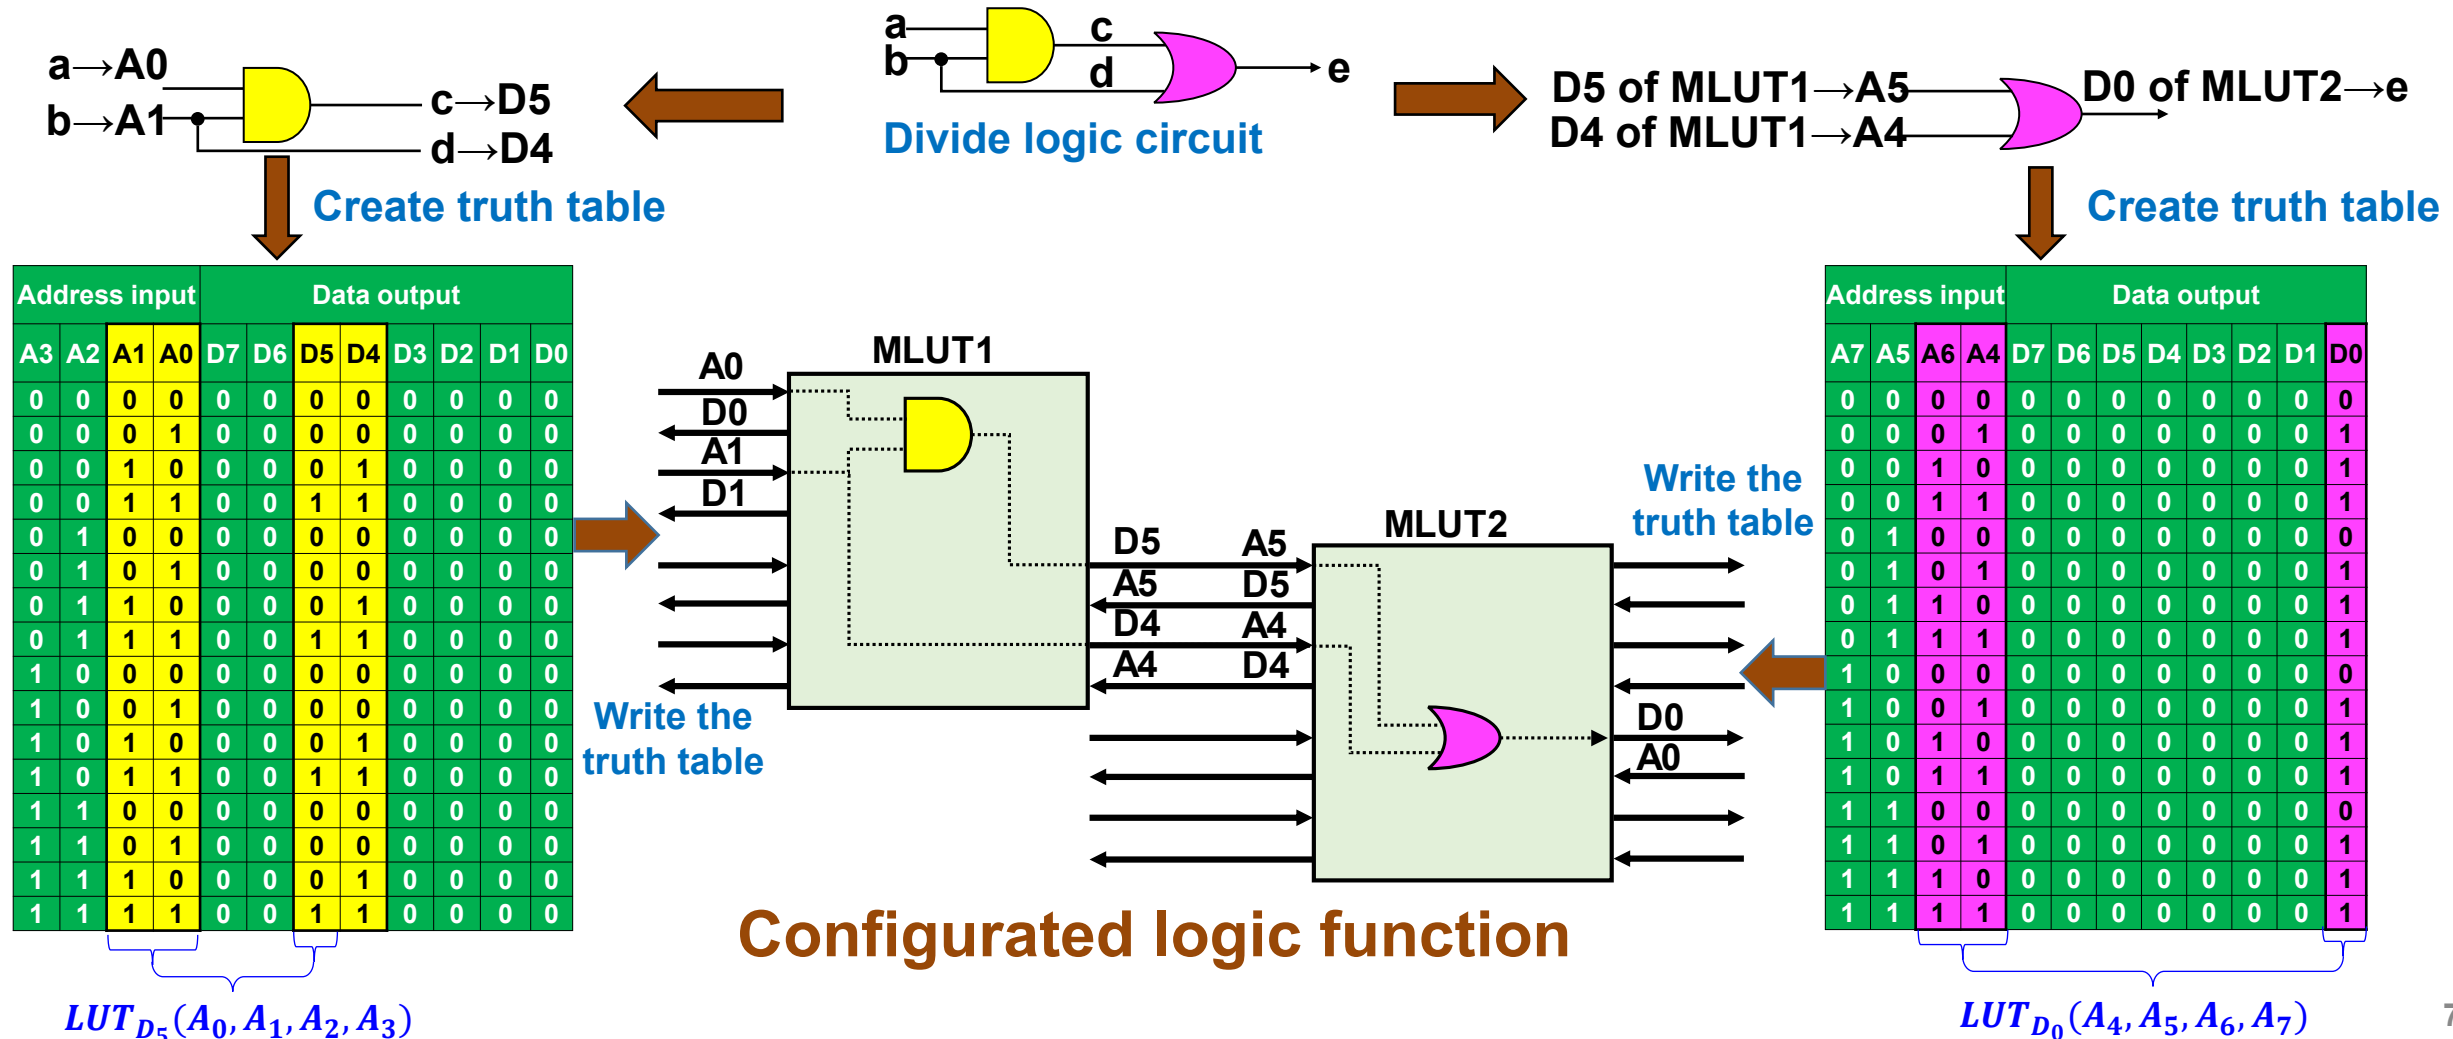 a
b
c
d
e
Divide logic circuit
a→A0
b→A1
c→D5
d→D4
Create truth table
D5 of MLUT1→A5
D4 of MLUT1→A4
D0 of MLUT2→e
Create truth table
Address input Data output
A3 A2 A1 A0 D7 D6 D5 D4 D3 D2 D1 D0
0 0 0 0 0 0 0 0 0 0 0 0
0 0 0 1 0 0 0 0 0 0 0 0
0 0 1 0 0 0 0 1 0 0 0 0
0 0 1 1 0 0 1 1 0 0 0 0
0 1 0 0 0 0 0 0 0 0 0 0
0 1 0 1 0 0 0 0 0 0 0 0
0 1 1 0 0 0 0 1 0 0 0 0
0 1 1 1 0 0 1 1 0 0 0 0
1 0 0 0 0 0 0 0 0 0 0 0
1 0 0 1 0 0 0 0 0 0 0 0
1 0 1 0 0 0 0 1 0 0 0 0
1 0 1 1 0 0 1 1 0 0 0 0
1 1 0 0 0 0 0 0 0 0 0 0
1 1 0 1 0 0 0 0 0 0 0 0
1 1 1 0 0 0 0 1 0 0 0 0
1 1 1 1 0 0 1 1 0 0 0 0
LUT_D5(A0, A1, A2, A3)
Write the
truth table
MLUT1
A0
D0
A1
D1
D5 A5
A5 D5
D4 A4
A4 D4
MLUT2
D0
A0
Write the
truth table
Configurated logic function
Address input Data output
A7 A5 A6 A4 D7 D6 D5 D4 D3 D2 D1 D0
0 0 0 0 0 0 0 0 0 0 0 0
0 0 0 1 0 0 0 0 0 0 0 1
0 0 1 0 0 0 0 0 0 0 0 1
0 0 1 1 0 0 0 0 0 0 0 1
0 1 0 0 0 0 0 0 0 0 0 0
0 1 0 1 0 0 0 0 0 0 0 1
0 1 1 0 0 0 0 0 0 0 0 1
0 1 1 1 0 0 0 0 0 0 0 1
1 0 0 0 0 0 0 0 0 0 0 0
1 0 0 1 0 0 0 0 0 0 0 1
1 0 1 0 0 0 0 0 0 0 0 1
1 0 1 1 0 0 0 0 0 0 0 1
1 1 0 0 0 0 0 0 0 0 0 0
1 1 0 1 0 0 0 0 0 0 0 1
1 1 1 0 0 0 0 0 0 0 0 1
1 1 1 1 0 0 0 0 0 0 0 1
LUT_D0(A4, A5, A6, A7)
7